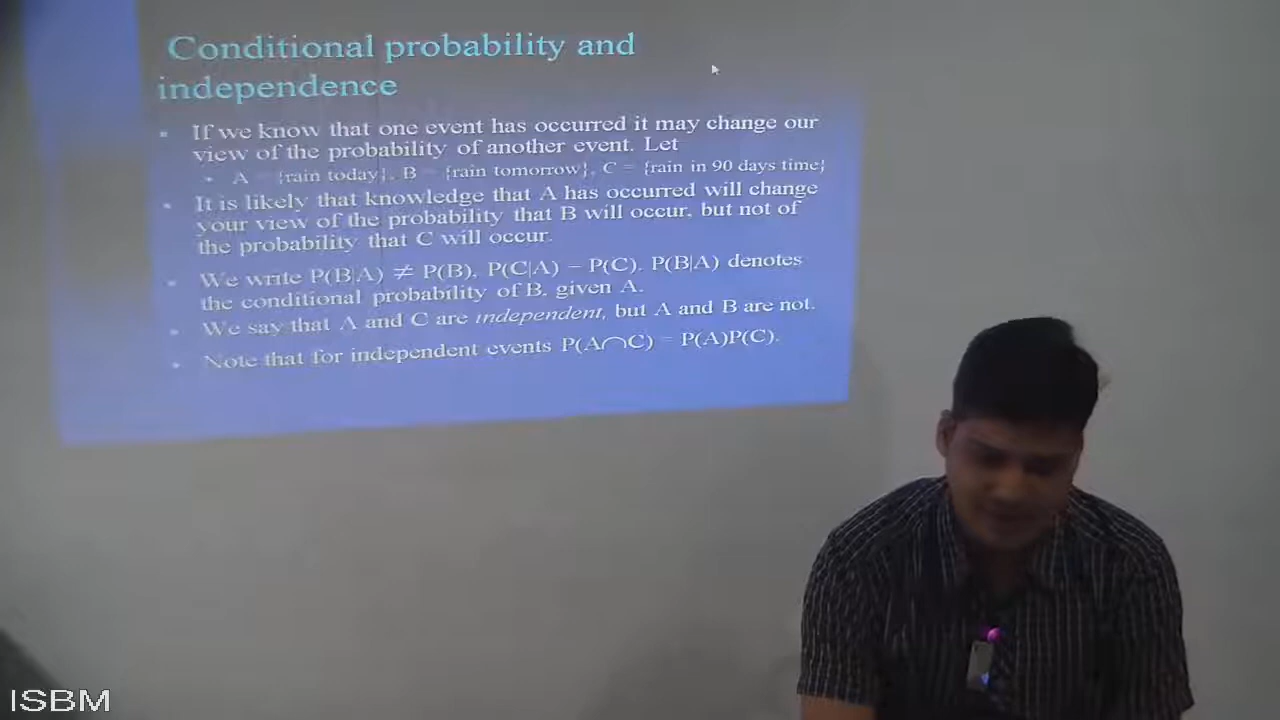 Conditional probability and
independence
▪ If we know that one event has occurred it may change our
view of the probability of another event. Let
▪ A = {rain today}, B = {rain tomorrow}, C = {rain in 90 days time}
▪ It is likely that knowledge that A has occurred will change
your view of the probability that B will occur, but not of
the probability that C will occur.
▪ We write P(B|A) ≠ P(B), P(C|A) = P(C). P(B|A) denotes
the conditional probability of B, given A.
▪ We say that A and C are independent, but A and B are not.
▪ Note that for independent events P(A∩C) = P(A)P(C).
ISBM